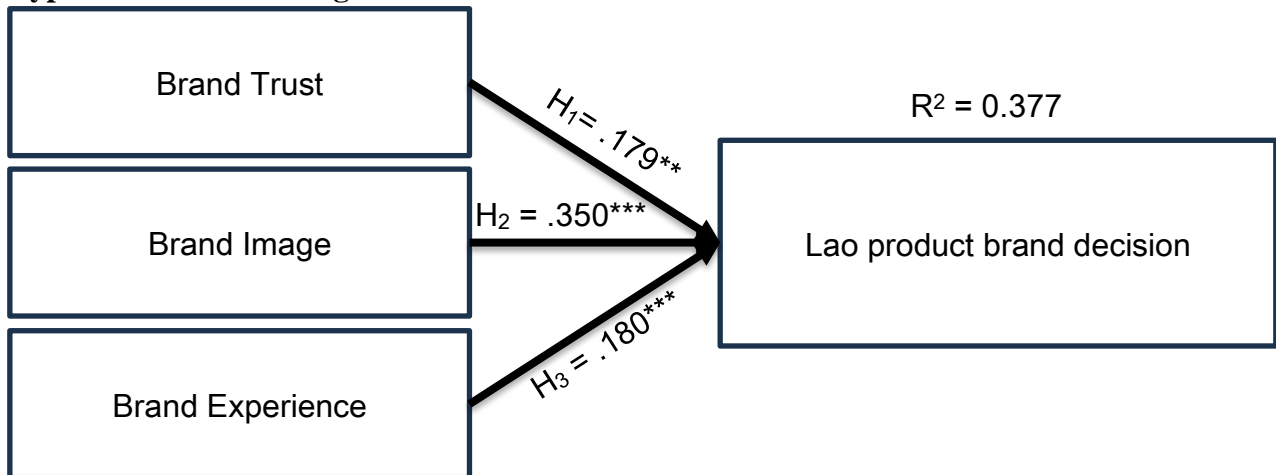 Brand Trust
H₁= .179**
R² = 0.377
H₂ = .350***
Brand Image
Lao product brand decision
H₃ = .180***
Brand Experience